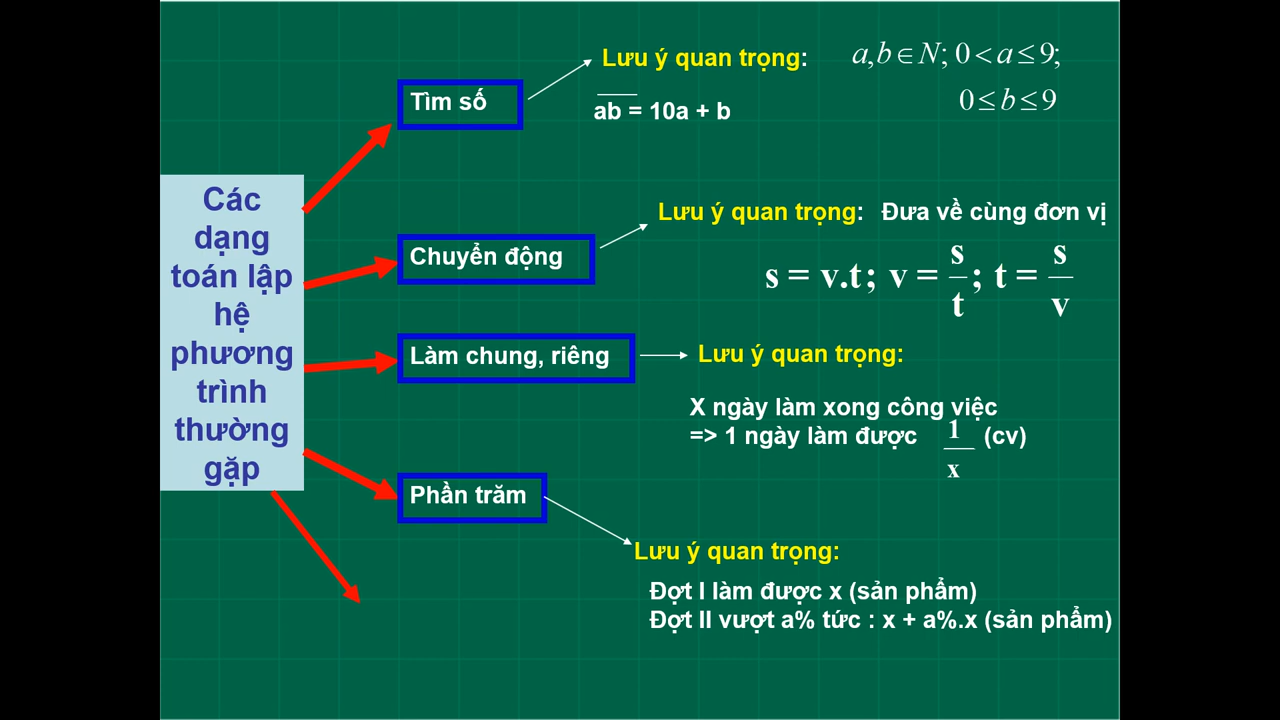 Các
dạng
toán lập
hệ
phương
trình
thường
gặp
Tìm số
Lưu ý quan trọng:
a,b ∈ N; 0 < a ≤ 9;
0 ≤ b ≤ 9
a̅b̅ = 10a + b
Chuyển động
Lưu ý quan trọng: Đưa về cùng đơn vị
s = v.t ; v = s/t ; t = s/v
Làm chung, riêng
Lưu ý quan trọng:
X ngày làm xong công việc
=> 1 ngày làm được 1/x (cv)
Phần trăm
Lưu ý quan trọng:
Đợt I làm được x (sản phẩm)
Đợt II vượt a% tức : x + a%.x (sản phẩm)